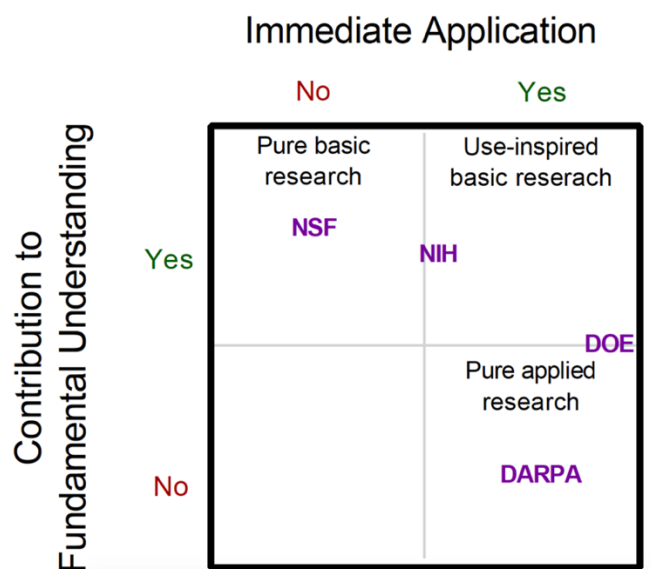 Immediate Application
No
Yes
Contribution to
Fundamental Understanding
Yes
No
Pure basic
research
NSF
Use-inspired
basic reserach
NIH
DOE
Pure applied
research
DARPA